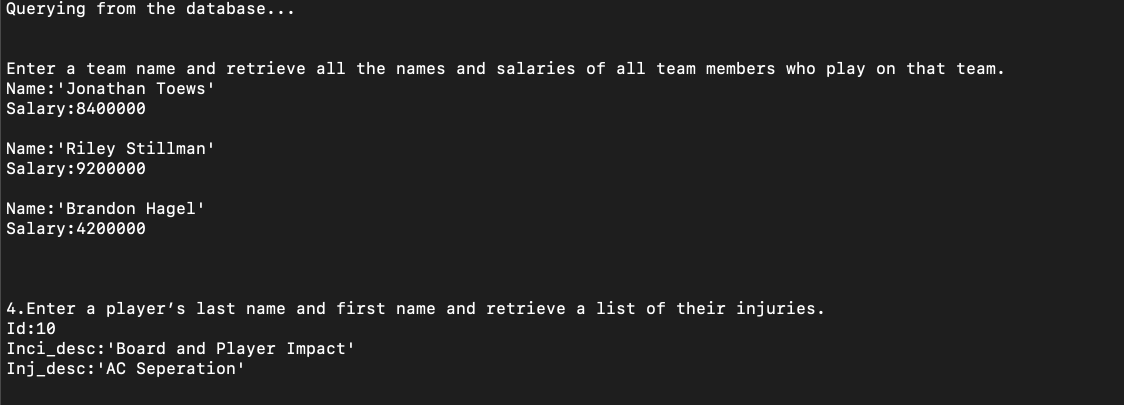 Querying from the database...
Enter a team name and retrieve all the names and salaries of all team members who play on that team.
Name:'Jonathan Toews'
Salary:8400000
Name:'Riley Stillman'
Salary:9200000
Name:'Brandon Hagel'
Salary:4200000
4.Enter a player’s last name and first name and retrieve a list of their injuries.
Id:10
Inci_desc:'Board and Player Impact'
Inj_desc:'AC Seperation'